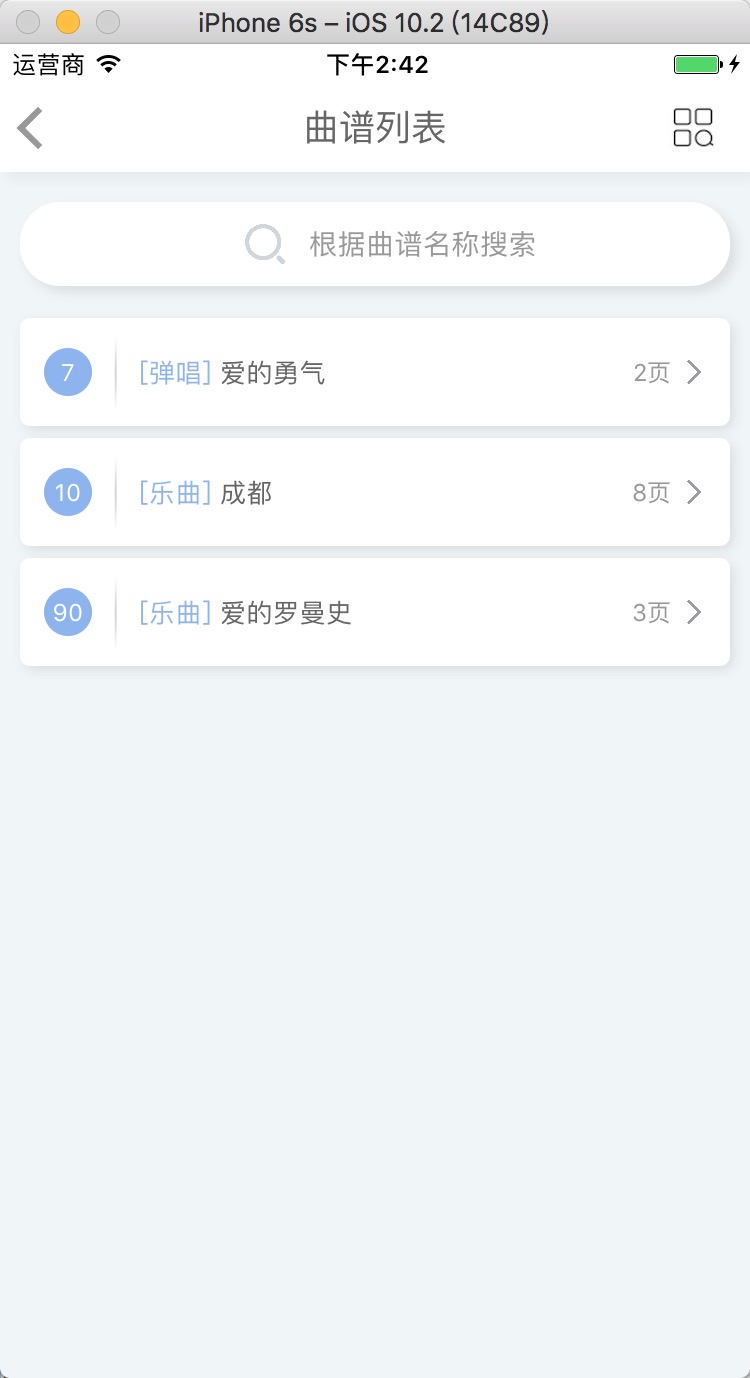 iPhone 6s – iOS 10.2 (14C89)
运营商 下午2:42
曲谱列表
根据曲谱名称搜索
7 [弹唱] 爱的勇气 2页
10 [乐曲] 成都 8页
90 [乐曲] 爱的罗曼史 3页